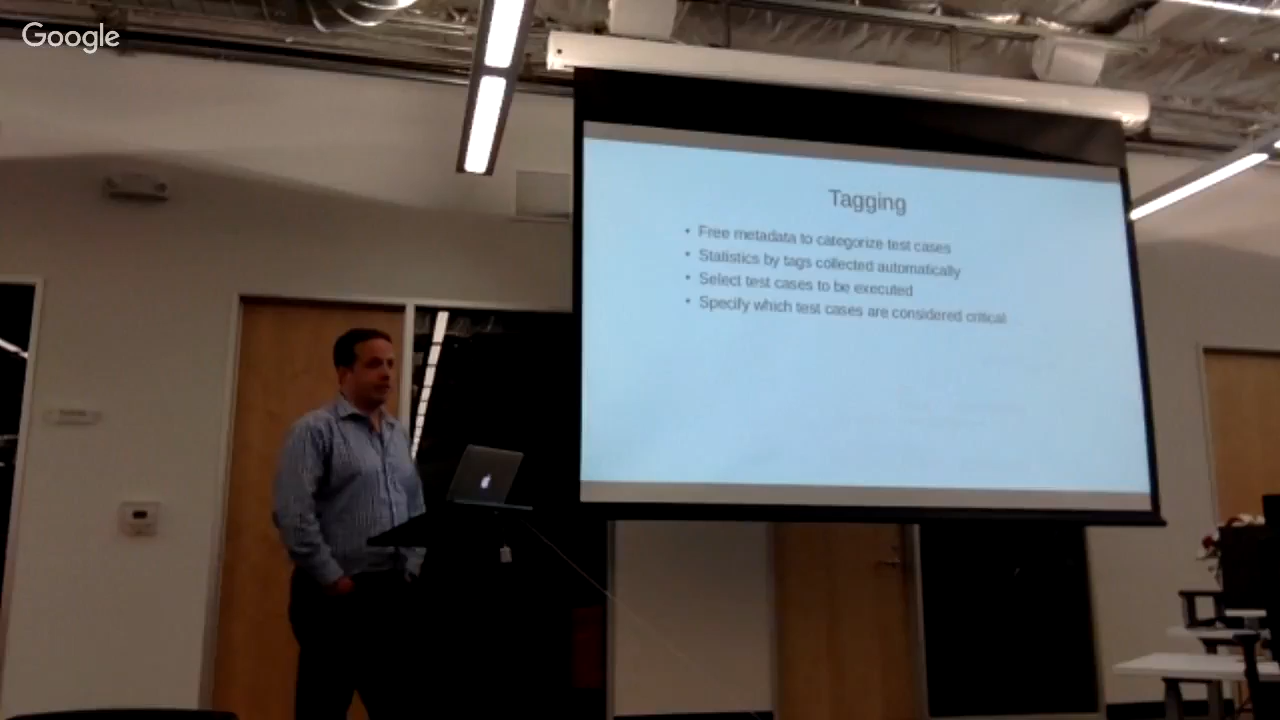 Google
Tagging
• Free metadata to categorize test cases
• Statistics by tags collected automatically
• Select test cases to be executed
• Specify which test cases are considered critical